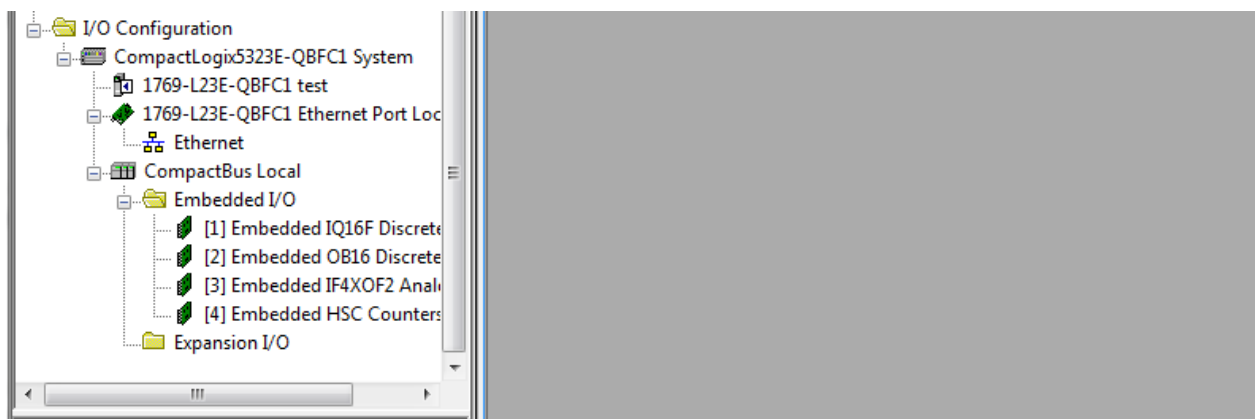 I/O Configuration
CompactLogix5323E-QBFC1 System
1769-L23E-QBFC1 test
1769-L23E-QBFC1 Ethernet Port Loc
Ethernet
CompactBus Local
Embedded I/O
[1] Embedded IQ16F Discrete
[2] Embedded OB16 Discrete
[3] Embedded IF4XOF2 Anal
[4] Embedded HSC Counters
Expansion I/O